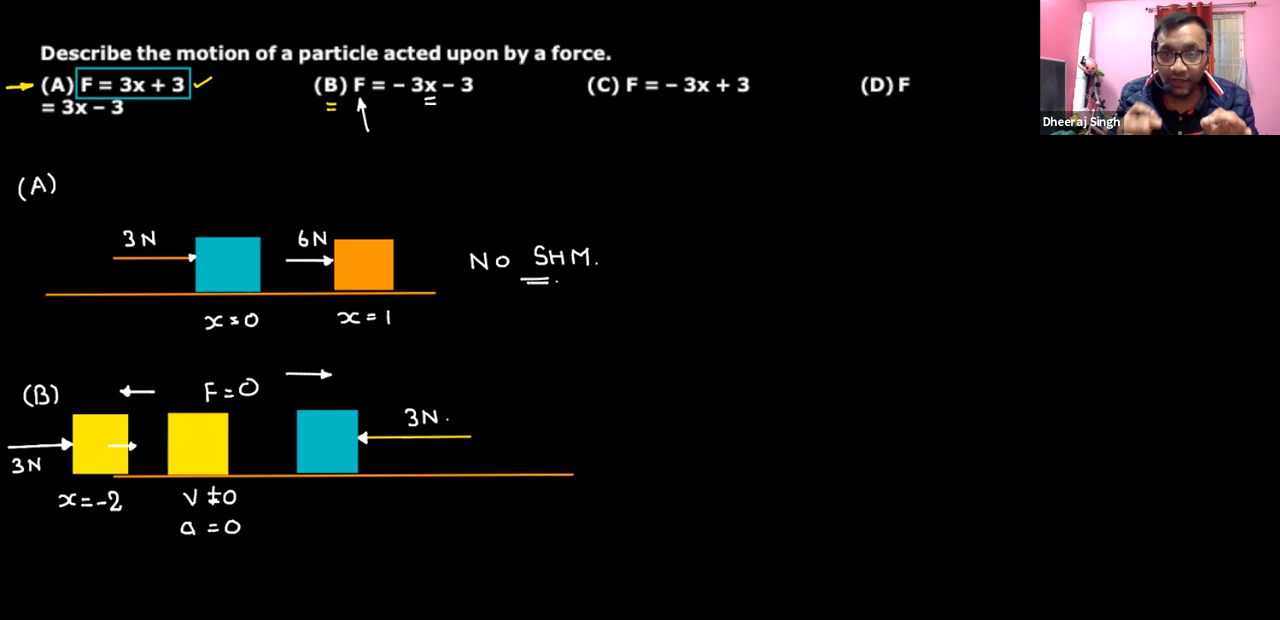 Describe the motion of a particle acted upon by a force.
(A) F = 3x + 3 (B) F = – 3x – 3 (C) F = – 3x + 3 (D) F
= 3x – 3
Dheeraj Singh
(A)
3N 6N
No SHM.
x=0 x=1
(B) F=0
3N.
3N
x=-2 v≠0
a=0